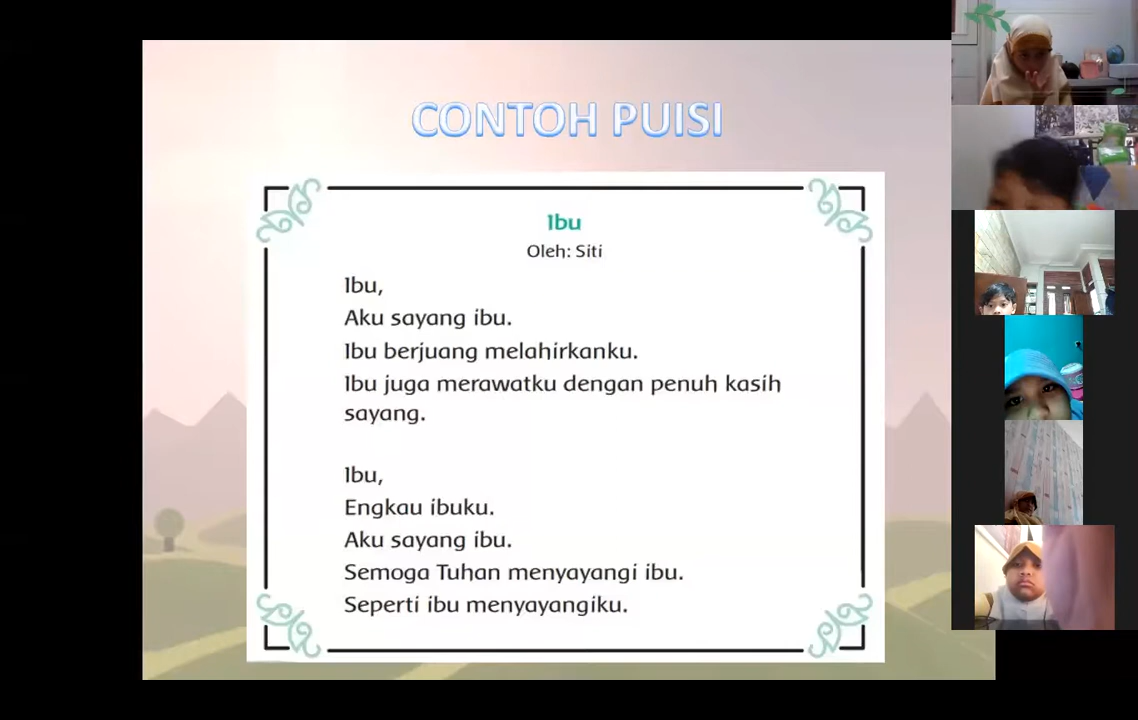 CONTOH PUISI
Ibu
Oleh: Siti
Ibu,
Aku sayang ibu.
Ibu berjuang melahirkanku.
Ibu juga merawatku dengan penuh kasih
sayang.
Ibu,
Engkau ibuku.
Aku sayang ibu.
Semoga Tuhan menyayangi ibu.
Seperti ibu menyayangiku.